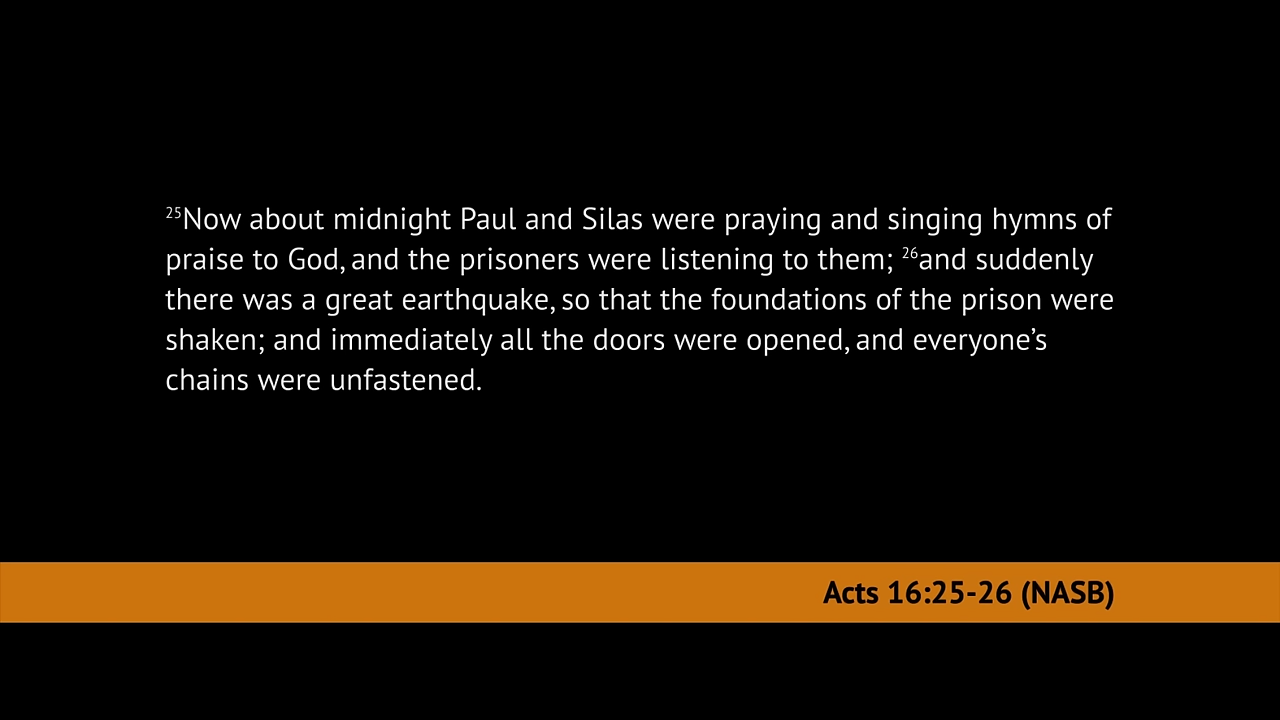 25Now about midnight Paul and Silas were praying and singing hymns of
praise to God, and the prisoners were listening to them; 26and suddenly
there was a great earthquake, so that the foundations of the prison were
shaken; and immediately all the doors were opened, and everyone’s
chains were unfastened.
Acts 16:25-26 (NASB)